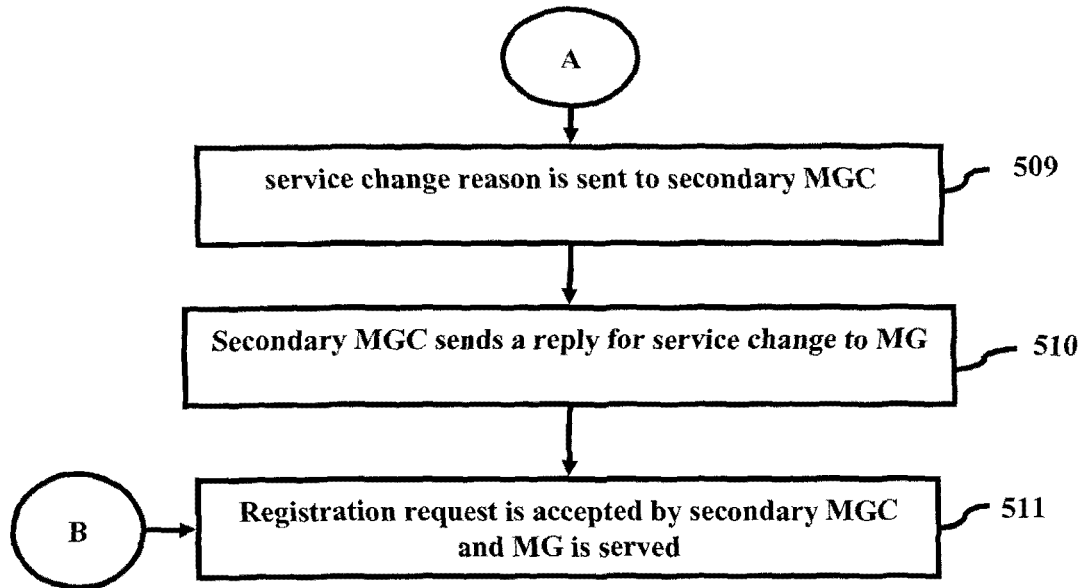 A
service change reason is sent to secondary MGC
509
Secondary MGC sends a reply for service change to MG
510
B
Registration request is accepted by secondary MGC
and MG is served
511